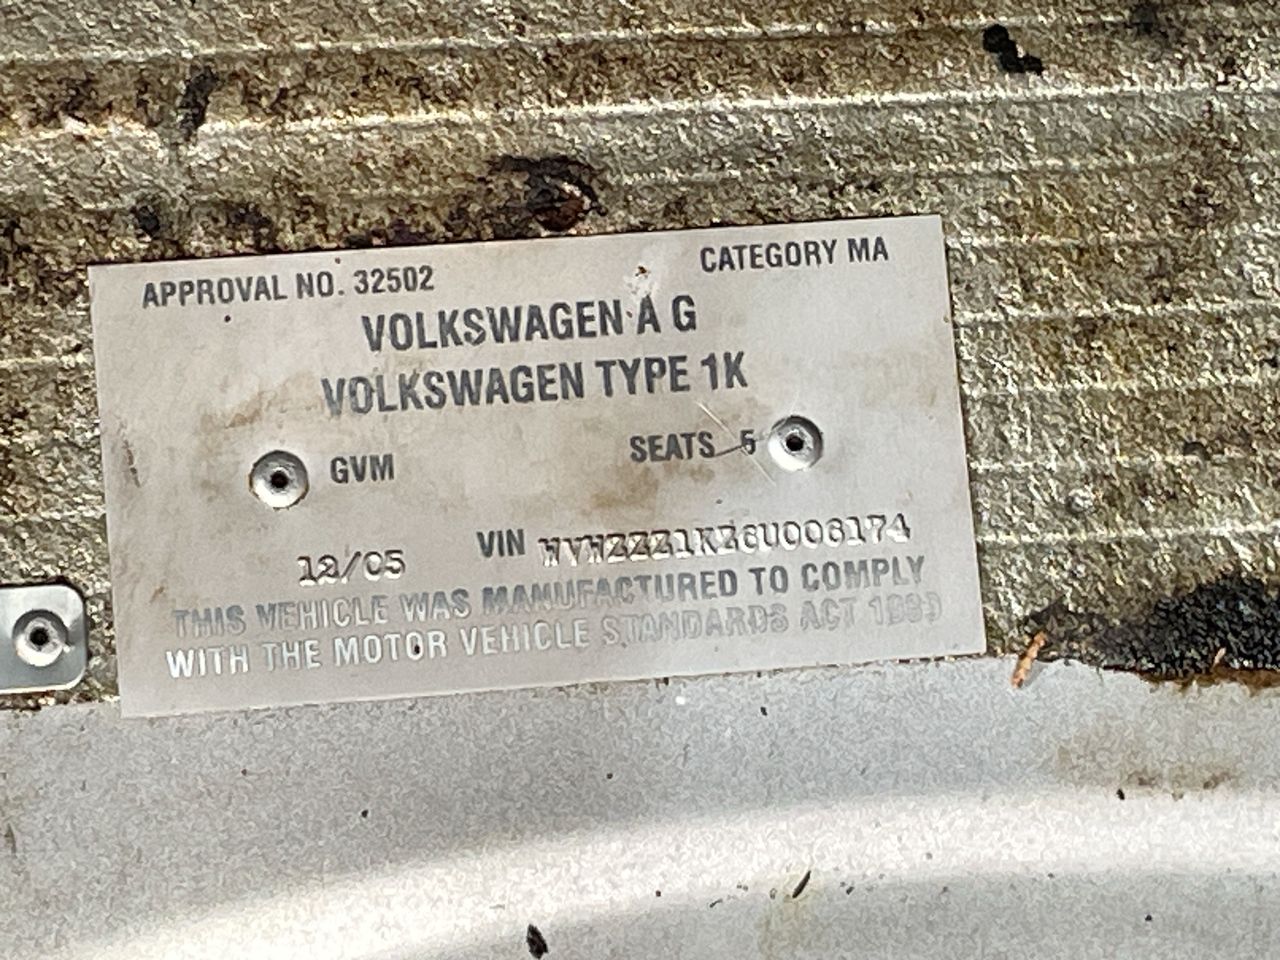 APPROVAL NO. 32502 CATEGORY MA
VOLKSWAGEN A G
VOLKSWAGEN TYPE 1K
GVM SEATS 5
12/05 VIN WVWZZZ1KZ6U006174
THIS VEHICLE WAS MANUFACTURED TO COMPLY
WITH THE MOTOR VEHICLE STANDARDS ACT 1989